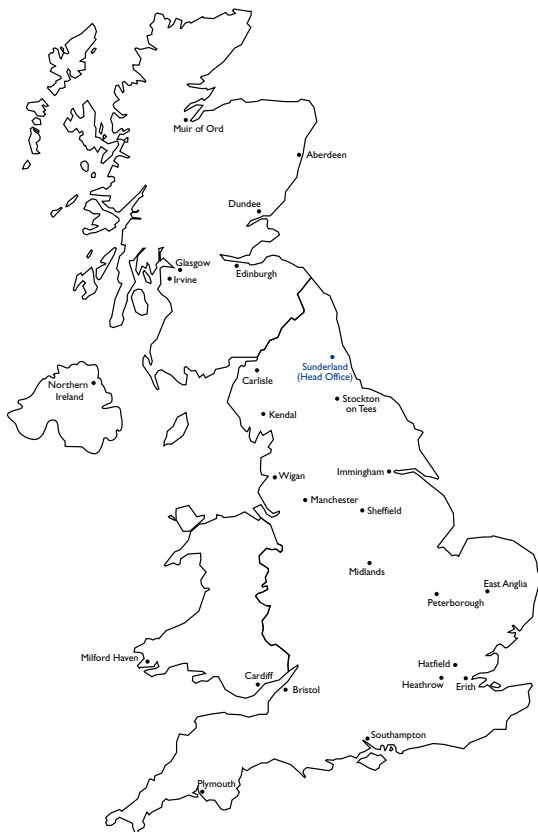 Muir of Ord
Aberdeen
Dundee
Glasgow
Edinburgh
Irvine
Sunderland
(Head Office)
Carlisle
Northern
Ireland
Stockton
on Tees
Kendal
Immingham
Wigan
Manchester
Sheffield
Midlands
East Anglia
Peterborough
Milford Haven
Hatfield
Cardiff
Heathrow
Erith
Bristol
Southampton
Plymouth